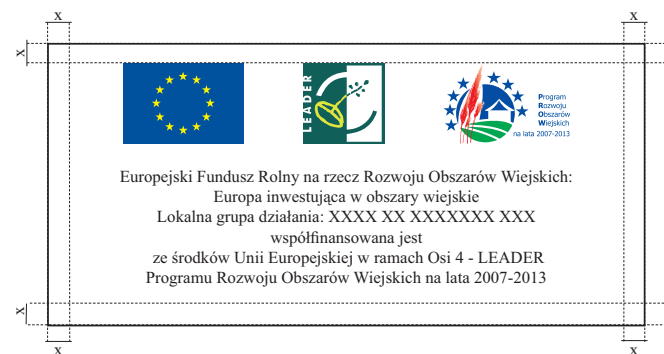 x
x
x
LEADER
Program
Rozwoju
Obszarów
Wiejskich
na lata 2007-2013
Europejski Fundusz Rolny na rzecz Rozwoju Obszarów Wiejskich:
Europa inwestująca w obszary wiejskie
Lokalna grupa działania: XXXX XX XXXXXXX XXX
współfinansowana jest
ze środków Unii Europejskiej w ramach Osi 4 - LEADER
Programu Rozwoju Obszarów Wiejskich na lata 2007-2013
x
x
x